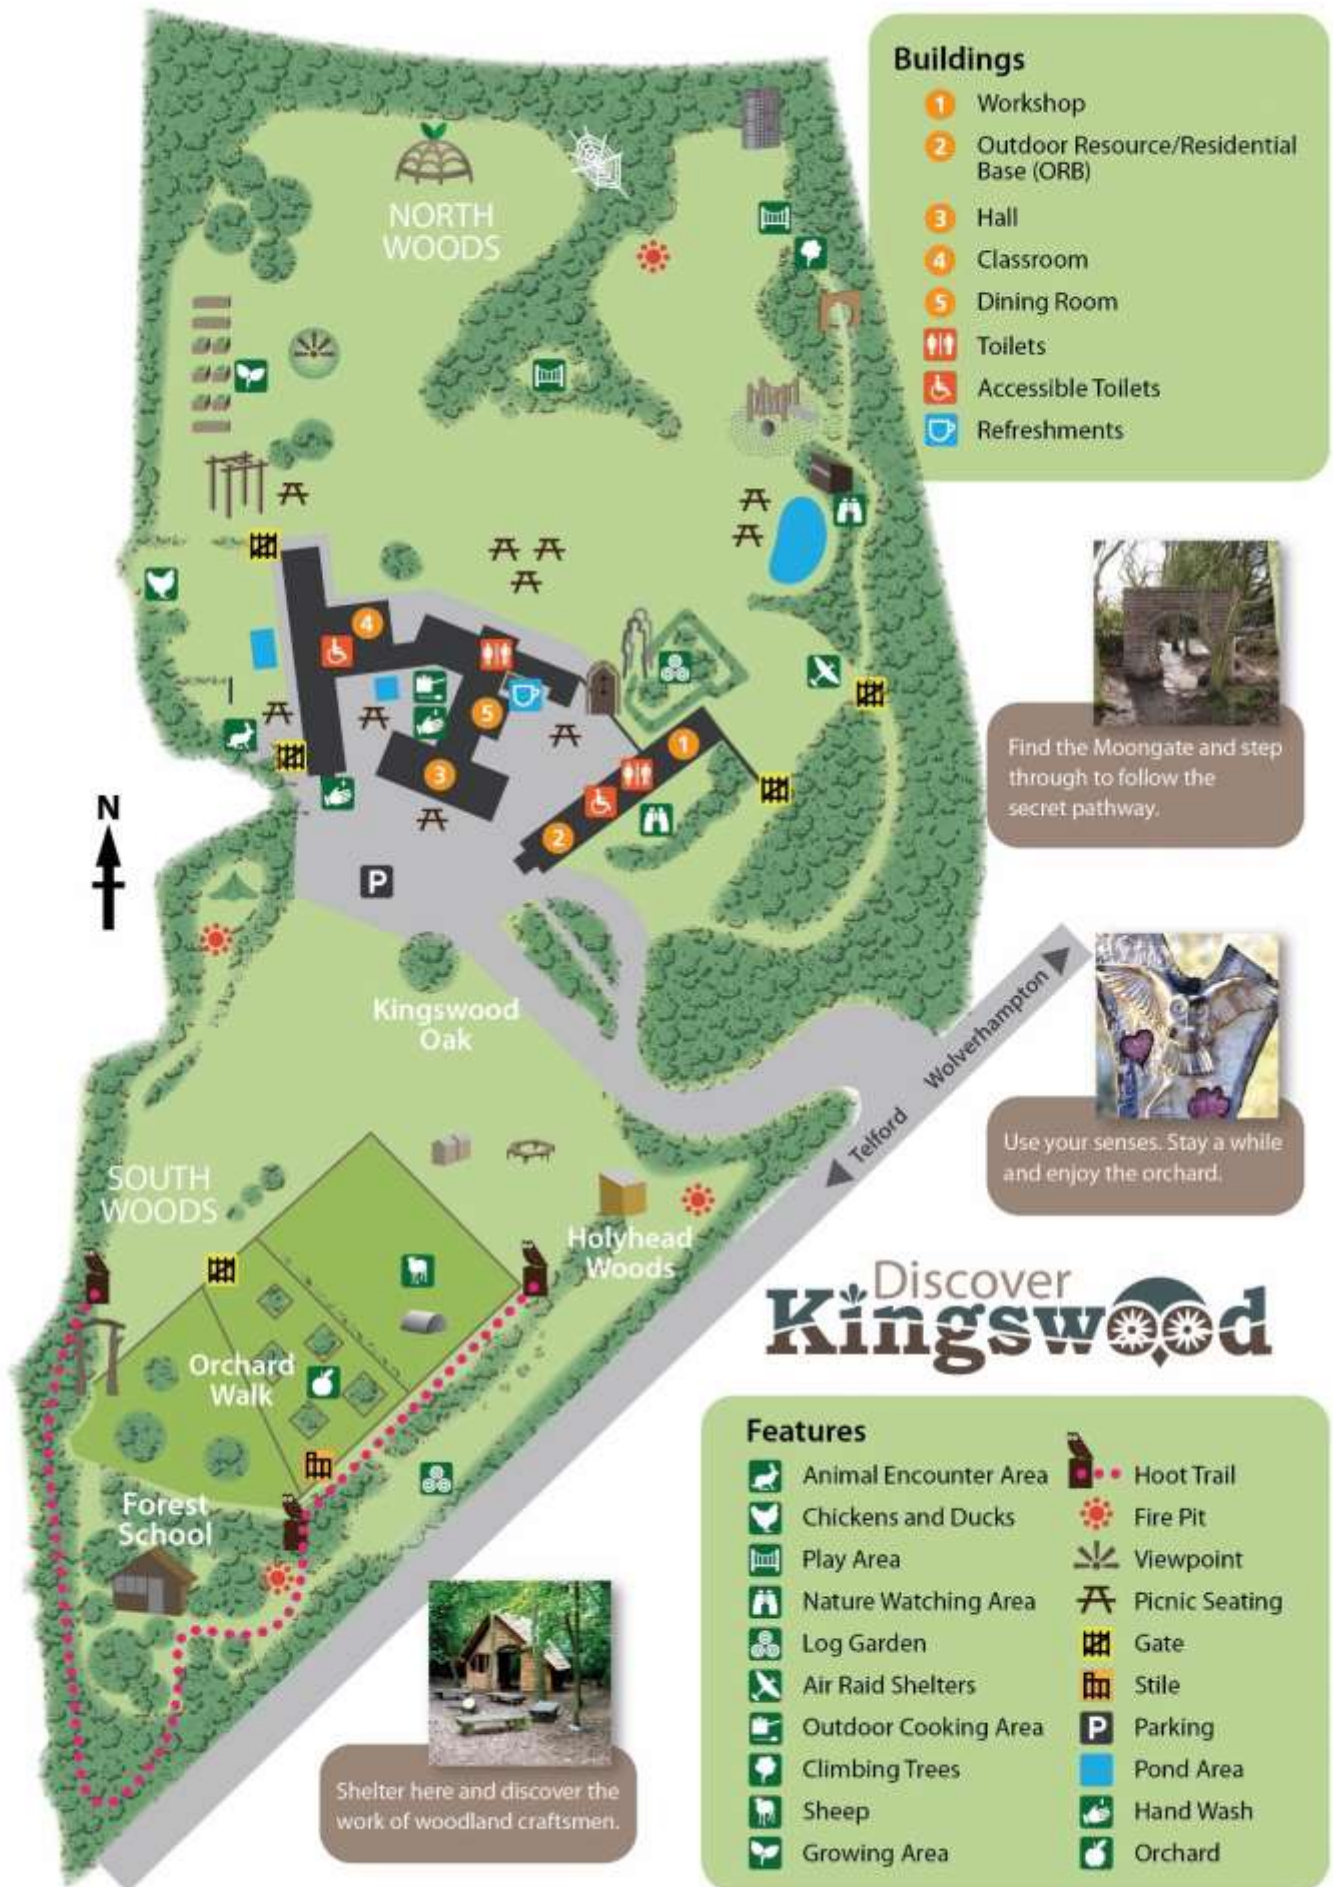 Buildings
1 Workshop
2 Outdoor Resource/Residential
Base (ORB)
3 Hall
4 Classroom
5 Dining Room
Toilets
Accessible Toilets
Refreshments
NORTH
WOODS
4
5
3
1
2
P
N
Find the Moongate and step
through to follow the
secret pathway.
Kingswood
Oak
Wolverhampton
Telford
Use your senses. Stay a while
and enjoy the orchard.
SOUTH
WOODS
Holyhead
Woods
Orchard
Walk
Forest
School
Discover
Kingswood
Shelter here and discover the
work of woodland craftsmen.
Features
Animal Encounter Area
Chickens and Ducks
Play Area
Nature Watching Area
Log Garden
Air Raid Shelters
Outdoor Cooking Area
Climbing Trees
Sheep
Growing Area
Hoot Trail
Fire Pit
Viewpoint
Picnic Seating
Gate
Stile
P Parking
Pond Area
Hand Wash
Orchard